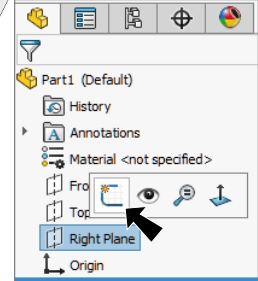 Part1 (Default)
History
A Annotations
Material <not specified>
Fro
Top
Right Plane
Origin